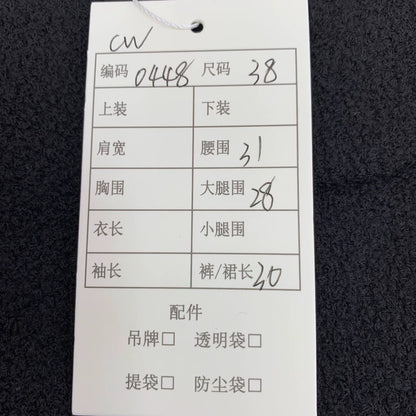 CW
编码 0448 尺码 38
上装 下装
肩宽 腰围 31
胸围 大腿围 28
衣长 小腿围
袖长 裤/裙长 30
配件
吊牌□ 透明袋□
提袋□ 防尘袋□